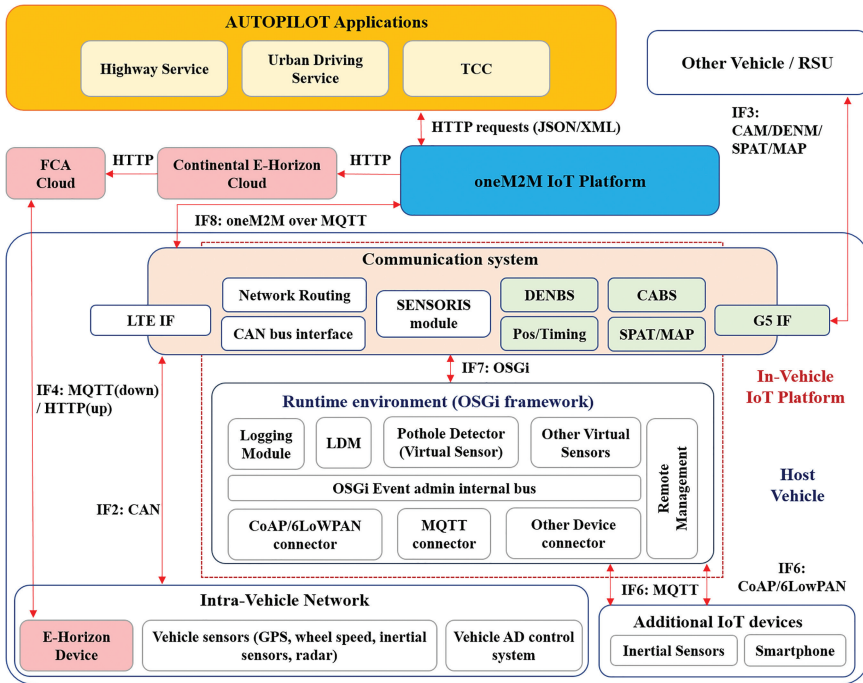 AUTOPILOT Applications
Highway Service
Urban Driving
Service
TCC
Other Vehicle / RSU
HTTP requests (JSON/XML)
IF3:
CAM/DENM/
SPAT/MAP
FCA
Cloud
HTTP
Continental E-Horizon
Cloud
HTTP
oneM2M IoT Platform
IF8: oneM2M over MQTT
Communication system
Network Routing
SENSORIS
module
DENBS
CABS
LTE IF
CAN bus interface
Pos/Timing
SPAT/MAP
G5 IF
IF7: OSGi
IF4: MQTT(down)
/ HTTP(up)
In-Vehicle
IoT Platform
Runtime environment (OSGi framework)
Logging
Module
LDM
Pothole Detector
(Virtual Sensor)
Other Virtual
Sensors
Remote
Management
OSGi Event admin internal bus
Host
Vehicle
IF2: CAN
CoAP/6LoWPAN
connector
MQTT
connector
Other Device
connector
IF6: MQTT
IF6:
CoAP/6LowPAN
Intra-Vehicle Network
E-Horizon
Device
Vehicle sensors (GPS, wheel speed, inertial
sensors, radar)
Vehicle AD control
system
Additional IoT devices
Inertial Sensors
Smartphone